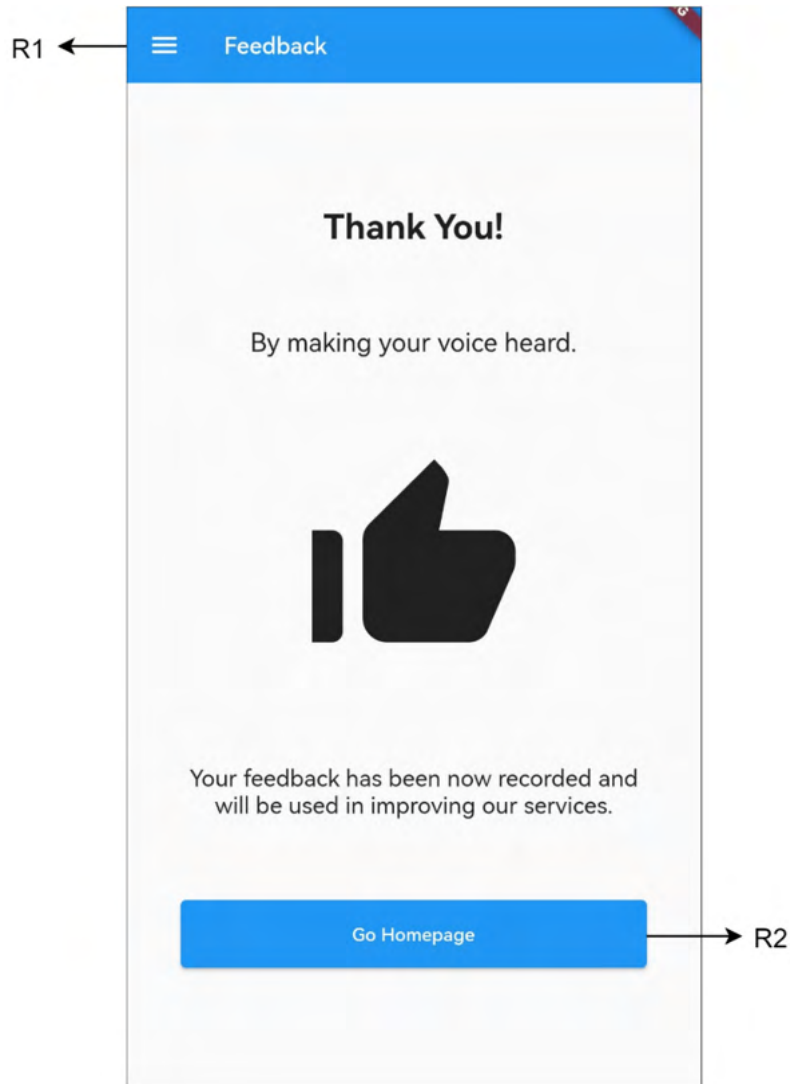 R1
Feedback
Thank You!
By making your voice heard.
Your feedback has been now recorded and
will be used in improving our services.
Go Homepage
R2